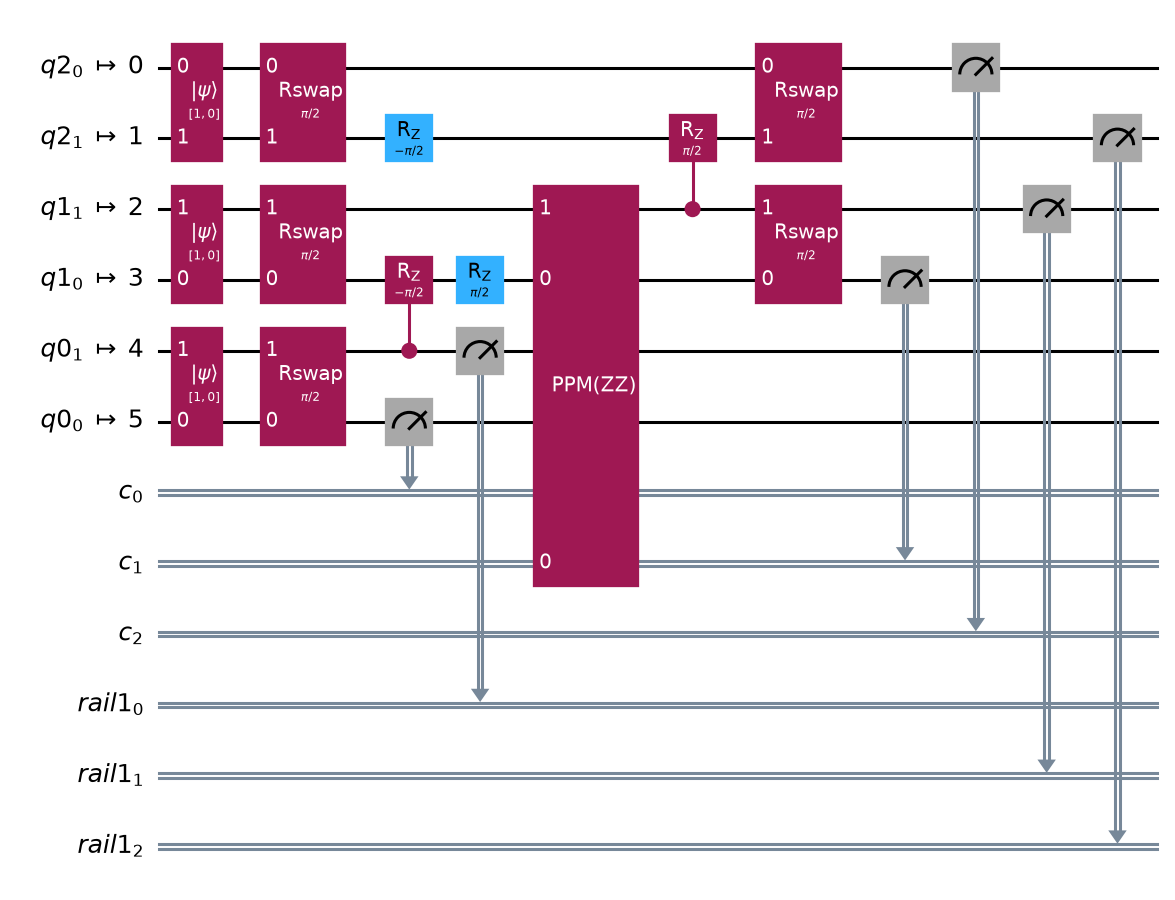 q2₀ ↦ 0
0
|ψ⟩
[1, 0]
1
0
Rswap
π/2
1
0
Rswap
π/2
1
q2₁ ↦ 1
R_Z
−π/2
R_Z
π/2
q1₁ ↦ 2
1
|ψ⟩
[1, 0]
0
1
Rswap
π/2
0
1
0
PPM(ZZ)
0
1
Rswap
π/2
0
q1₀ ↦ 3
R_Z
−π/2
R_Z
π/2
q0₁ ↦ 4
1
|ψ⟩
[1, 0]
0
1
Rswap
π/2
0
q0₀ ↦ 5
c₀
c₁
c₂
rail1₀
rail1₁
rail1₂